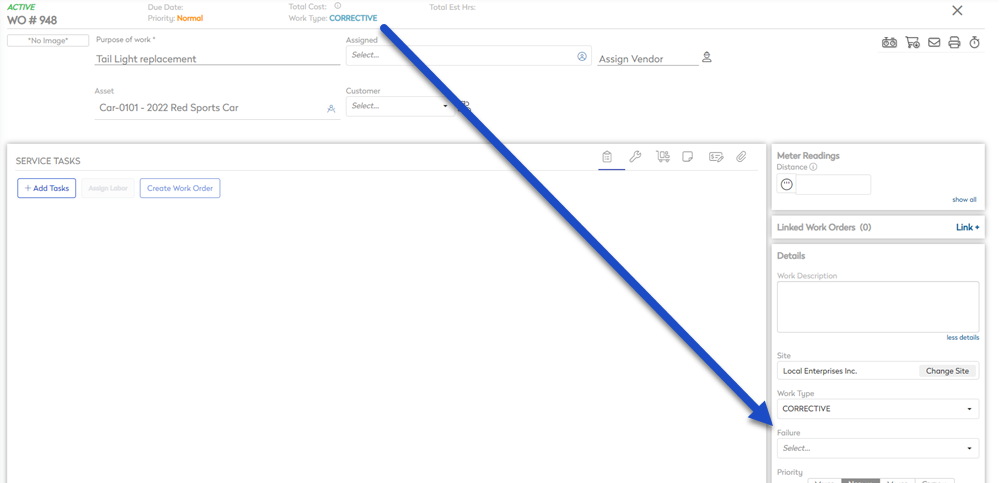 ACTIVE
WO # 948
Due Date:
Priority: Normal
Total Cost:
Work Type: CORRECTIVE
Total Est Hrs:
*No Image*
Purpose of work *
Tail Light replacement
Assigned
Select...
Assign Vendor
Asset
Car-0101 - 2022 Red Sports Car
Customer
Select...
SERVICE TASKS
+ Add Tasks
Assign Labor
Create Work Order
Meter Readings
Distance
show all
Linked Work Orders (0)
Link +
Details
Work Description
less details
Site
Local Enterprises Inc.
Change Site
Work Type
CORRECTIVE
Failure
Select...
Priority